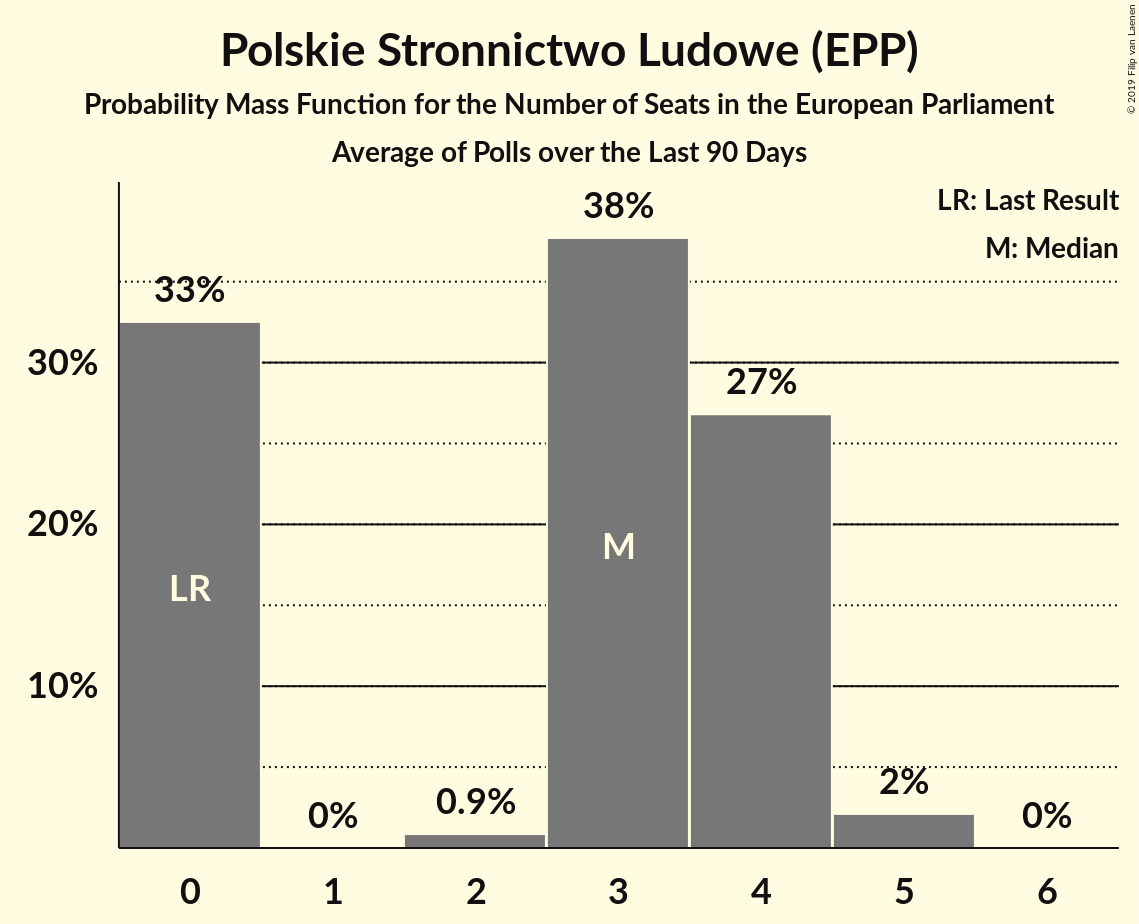 Polskie Stronnictwo Ludowe (EPP)
Probability Mass Function for the Number of Seats in the European Parliament
Average of Polls over the Last 90 Days
© 2019 Filip van Laenen
LR: Last Result
M: Median
38%
33%
30%
27%
20%
M
LR
10%
2%
0.9%
0%
0%
0 1 2 3 4 5 6